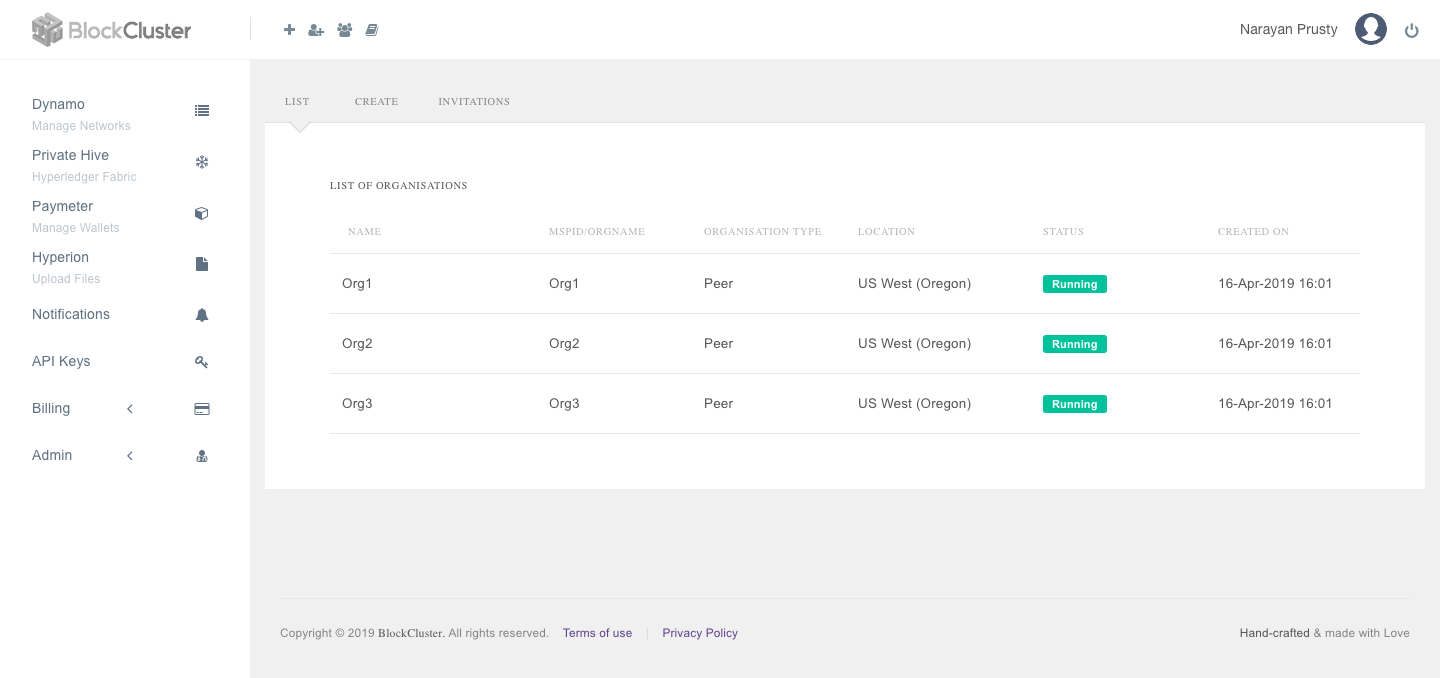 BlockCluster
Narayan Prusty
Dynamo
Manage Networks
Private Hive
Hyperledger Fabric
Paymeter
Manage Wallets
Hyperion
Upload Files
Notifications
API Keys
Billing
Admin
LIST CREATE INVITATIONS
LIST OF ORGANISATIONS
NAME MSPID/ORGNAME ORGANISATION TYPE LOCATION STATUS CREATED ON
Org1 Org1 Peer US West (Oregon) Running 16-Apr-2019 16:01
Org2 Org2 Peer US West (Oregon) Running 16-Apr-2019 16:01
Org3 Org3 Peer US West (Oregon) Running 16-Apr-2019 16:01
Copyright © 2019 BlockCluster. All rights reserved. Terms of use | Privacy Policy
Hand-crafted & made with Love